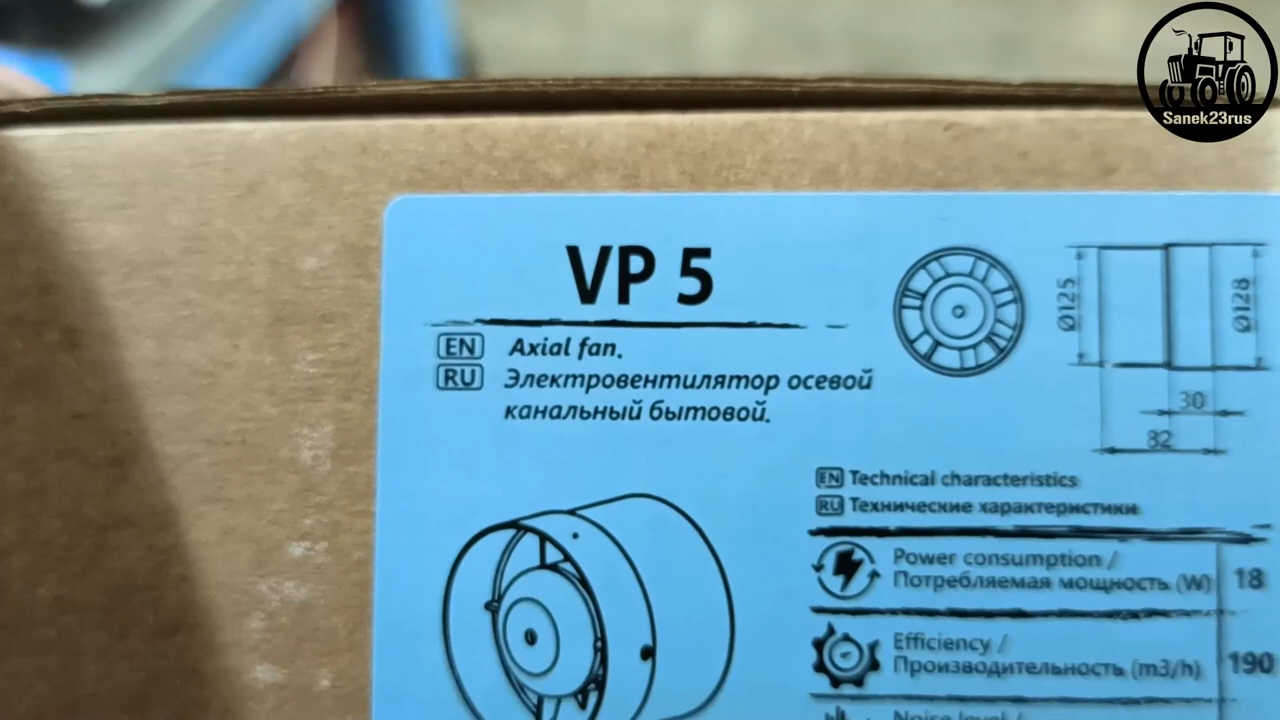 Sanek23rus
VP 5
EN Axial fan.
RU Электровентилятор осевой
канальный бытовой.
Ø125
Ø128
30
82
EN Technical characteristics
RU Технические характеристики
Power consumption /
Потребляемая мощность (W) 18
Efficiency /
Производительность (m3/h) 190
Noise level /